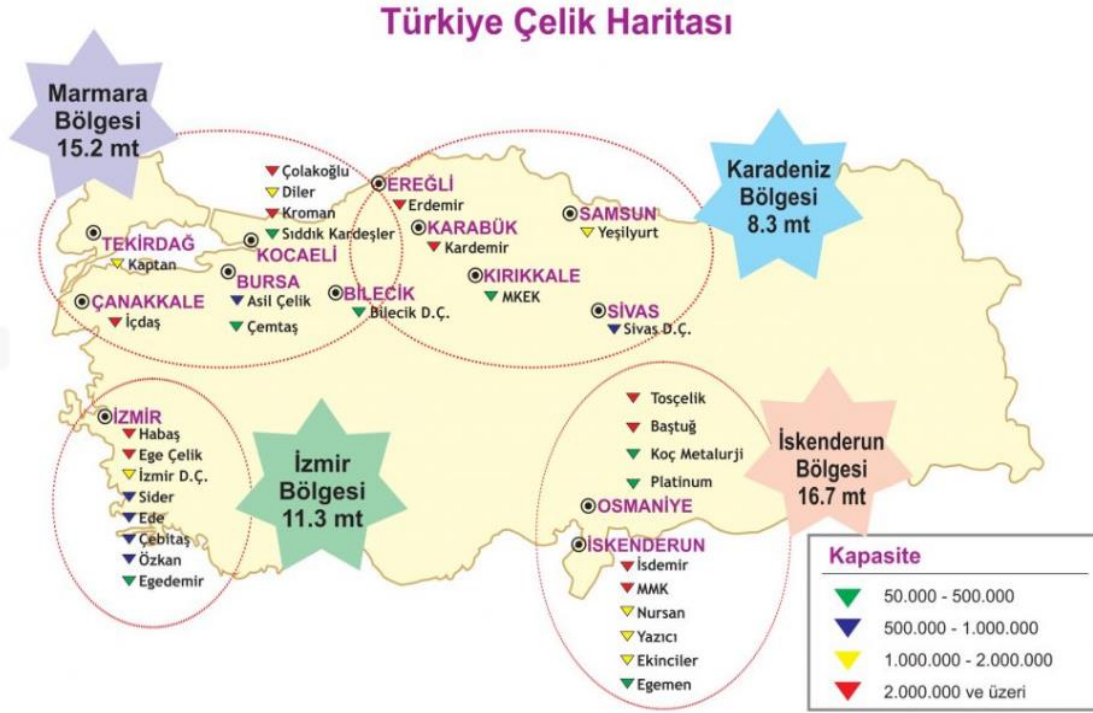 Türkiye Çelik Haritası
Marmara
Bölgesi
15.2 mt
Karadeniz
Bölgesi
8.3 mt
Çolakoğlu
Diler
Kroman
Sıddık Kardeşler
KOCAELİ
TEKİRDAĞ
Kaptan
BURSA
Asil Çelik
Çemtaş
ÇANAKKALE
İçdaş
BİLECİK
Bilecik D.Ç.
EREĞLİ
Erdemir
KARABÜK
Kardemir
SAMSUN
Yeşilyurt
KIRIKKALE
MKEK
SİVAS
Sivas D.Ç.
İZMİR
Habaş
Ege Çelik
İzmir D.Ç.
Sider
Ede
Çebitaş
Özkan
Egedemir
İzmir
Bölgesi
11.3 mt
Tosçelik
Baştuğ
Koç Metalurji
Platinum
OSMANİYE
İSKENDERUN
İsdemir
MMK
Nursan
Yazıcı
Ekinciler
Egemen
İskenderun
Bölgesi
16.7 mt
Kapasite
50.000 - 500.000
500.000 - 1.000.000
1.000.000 - 2.000.000
2.000.000 ve üzeri